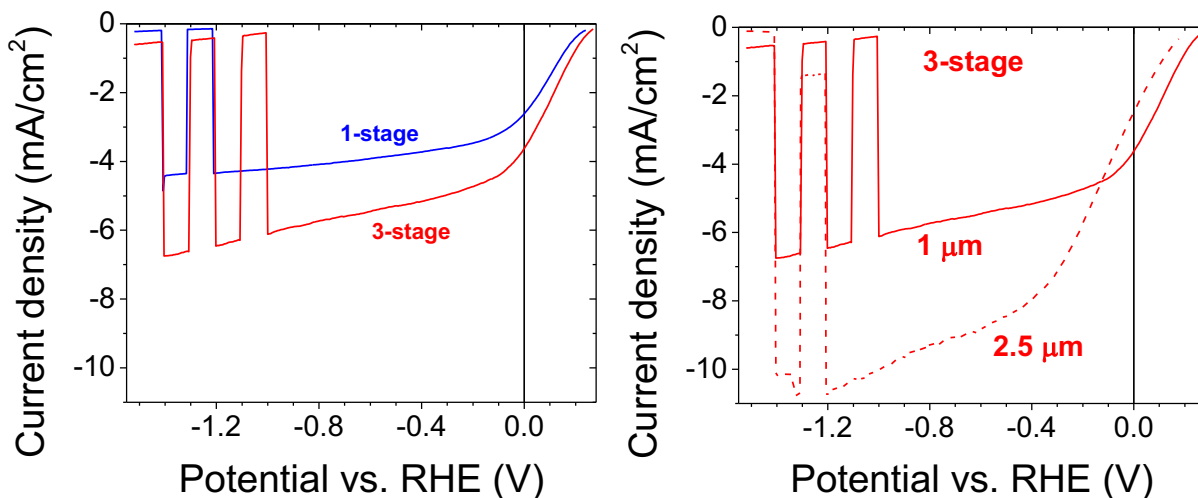 0
-2
-4
-6
-8
-10
-1.2
-0.8
-0.4
0.0
Current density (mA/cm²)
Potential vs. RHE (V)
1-stage
3-stage
0
-2
-4
-6
-8
-10
-1.2
-0.8
-0.4
0.0
Current density (mA/cm²)
Potential vs. RHE (V)
3-stage
1 μm
2.5 μm